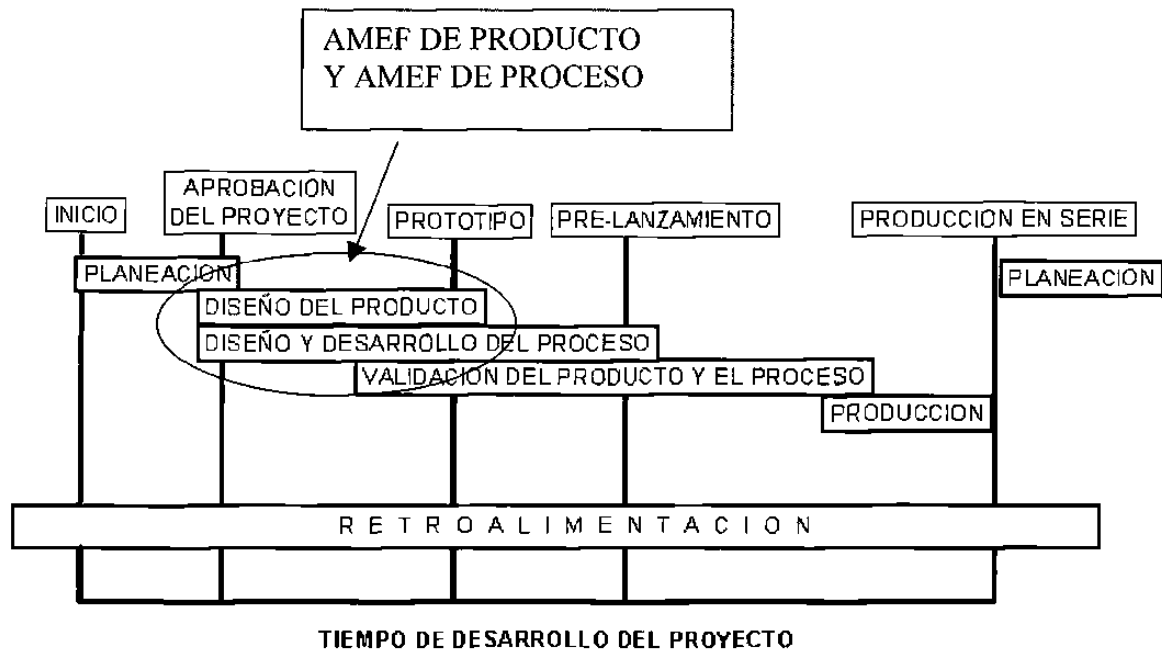 AMEF DE PRODUCTO
Y AMEF DE PROCESO
INICIO
APROBACION
DEL PROYECTO
PROTOTIPO
PRE-LANZAMIENTO
PRODUCCION EN SERIE
PLANEACION
PLANEACION
DISEÑO DEL PRODUCTO
DISEÑO Y DESARROLLO DEL PROCESO
VALIDACION DEL PRODUCTO Y EL PROCESO
PRODUCCION
RETROALIMENTACION
TIEMPO DE DESARROLLO DEL PROYECTO